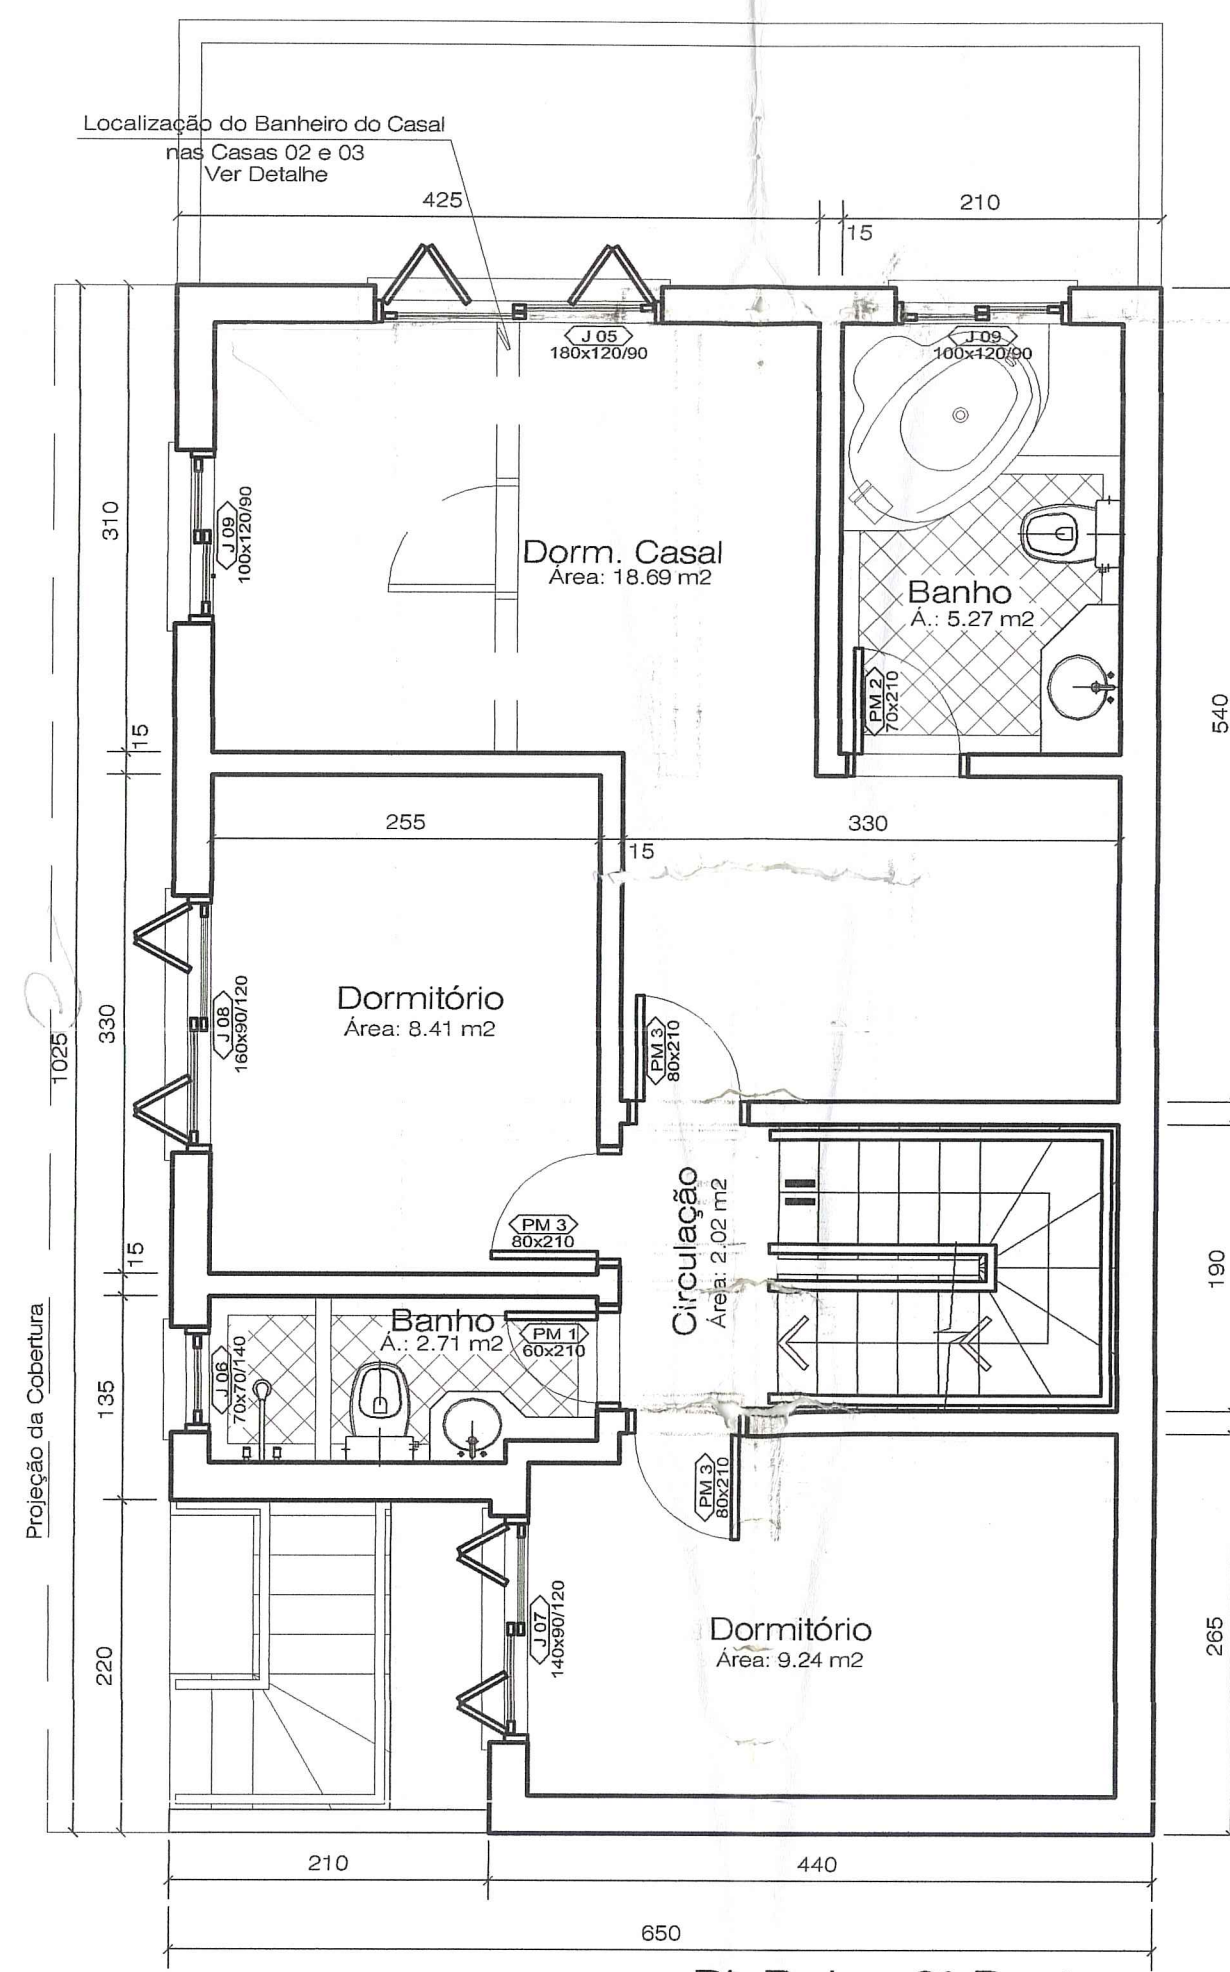 Localização do Banheiro do Casal
nas Casas 02 e 03
Ver Detalhe
425
210
15
J 05
180x120/90
J 09
100x120/90
310
J 09
100x120/90
Dorm. Casal
Área: 18.69 m2
Banho
Á.: 5.27 m2
PM 2
70x210
540
15
255
15
330
Dormitório
Área: 8.41 m2
J 08
160x90/120
330
1025
PM 3
80x210
PM 3
80x210
Circulação
Área: 2.02 m2
15
190
Banho
Á.: 2.71 m2
PM 1
60x210
J 06
70x70/140
135
Projeção da Cobertura
PM 3
80x210
J 07
140x90/120
Dormitório
Área: 9.24 m2
220
265
210
440
650